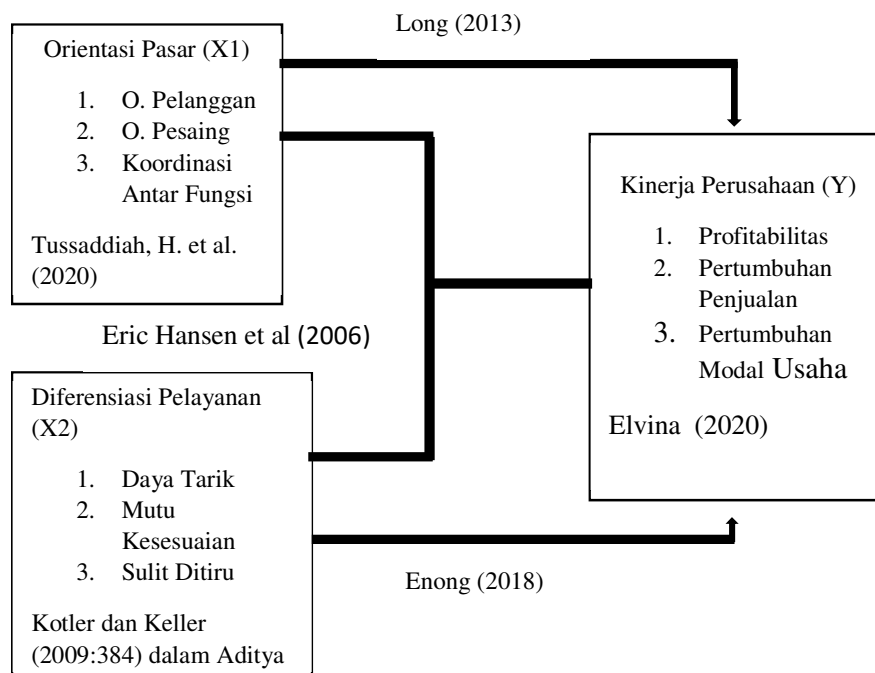 Long (2013)
Orientasi Pasar (X1)
1. O. Pelanggan
2. O. Pesaing
3. Koordinasi
Antar Fungsi
Tussaddiah, H. et al.
(2020)
Kinerja Perusahaan (Y)
1. Profitabilitas
2. Pertumbuhan
Penjualan
3. Pertumbuhan
Modal Usaha
Elvina (2020)
Eric Hansen et al (2006)
Diferensiasi Pelayanan
(X2)
1. Daya Tarik
2. Mutu
Kesesuaian
3. Sulit Ditiru
Kotler dan Keller
(2009:384) dalam Aditya
Enong (2018)